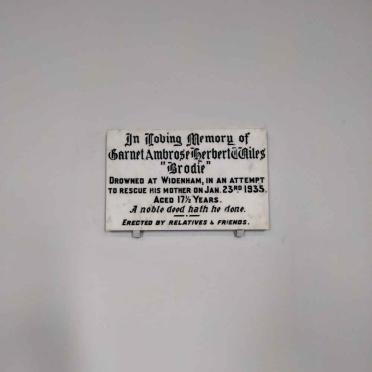 In Loving Memory of
Garnet Ambrose Herbert Wiles
"Brodie"
DROWNED AT WIDENHAM, IN AN ATTEMPT
TO RESCUE HIS MOTHER ON JAN. 23RD 1935.
AGED 17½ YEARS.
A noble deed hath he done.
ERECTED BY RELATIVES & FRIENDS.